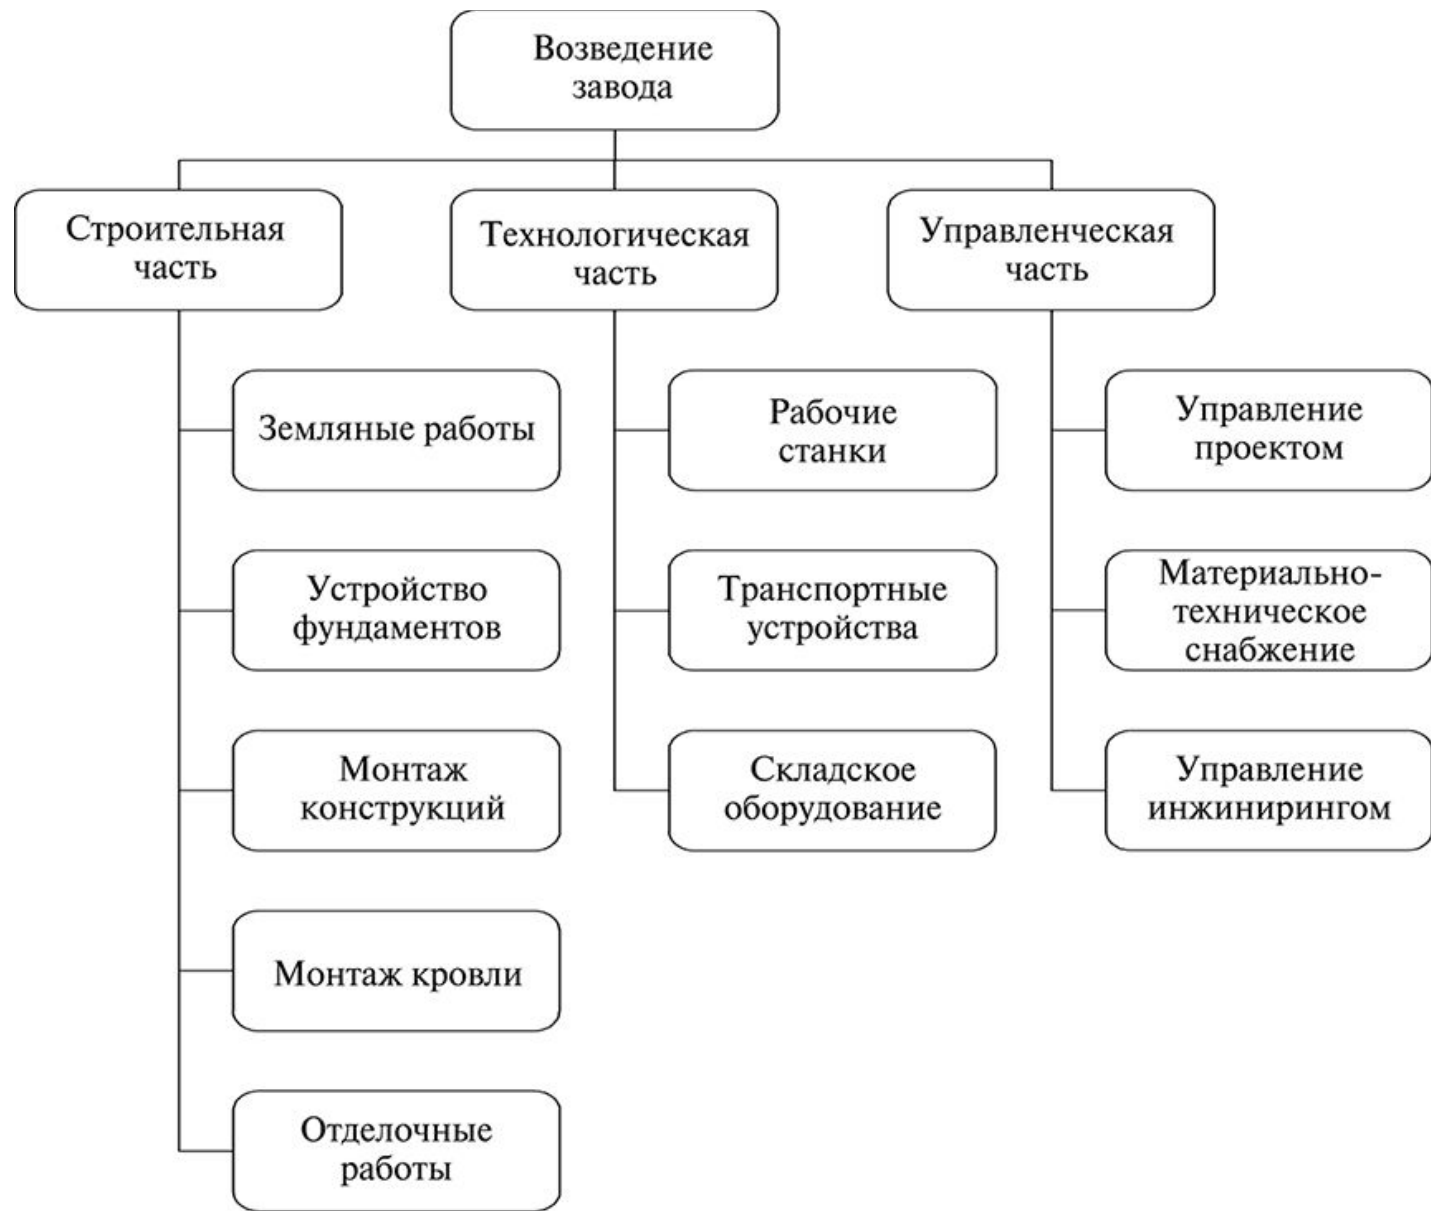 Возведение
завода
Строительная
часть
Технологическая
часть
Управленческая
часть
Земляные работы
Устройство
фундаментов
Монтаж
конструкций
Монтаж кровли
Отделочные
работы
Рабочие
станки
Транспортные
устройства
Складское
оборудование
Управление
проектом
Материально-
техническое
снабжение
Управление
инжинирингом